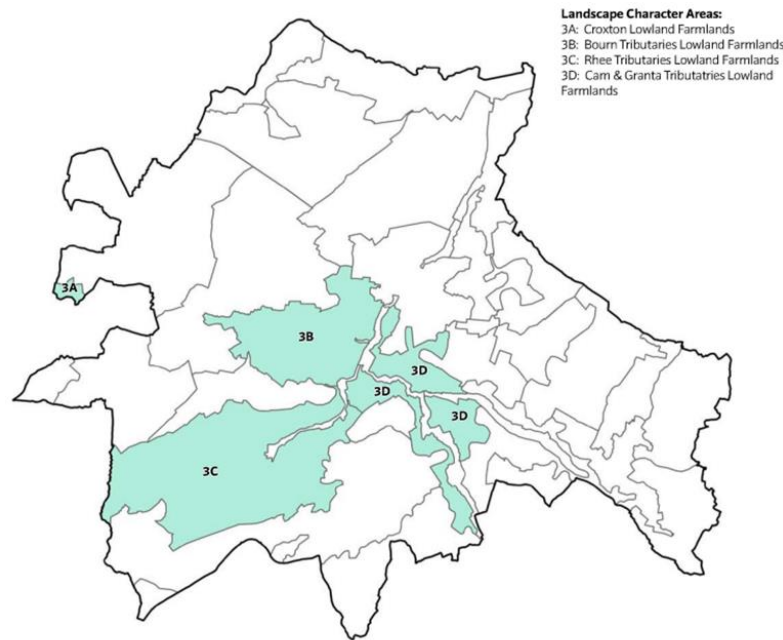 Landscape Character Areas:
3A: Croxton Lowland Farmlands
3B: Bourn Tributaries Lowland Farmlands
3C: Rhee Tributaries Lowland Farmlands
3D: Cam & Granta Tributatries Lowland
Farmlands
3A
3B
3D
3D
3D
3C